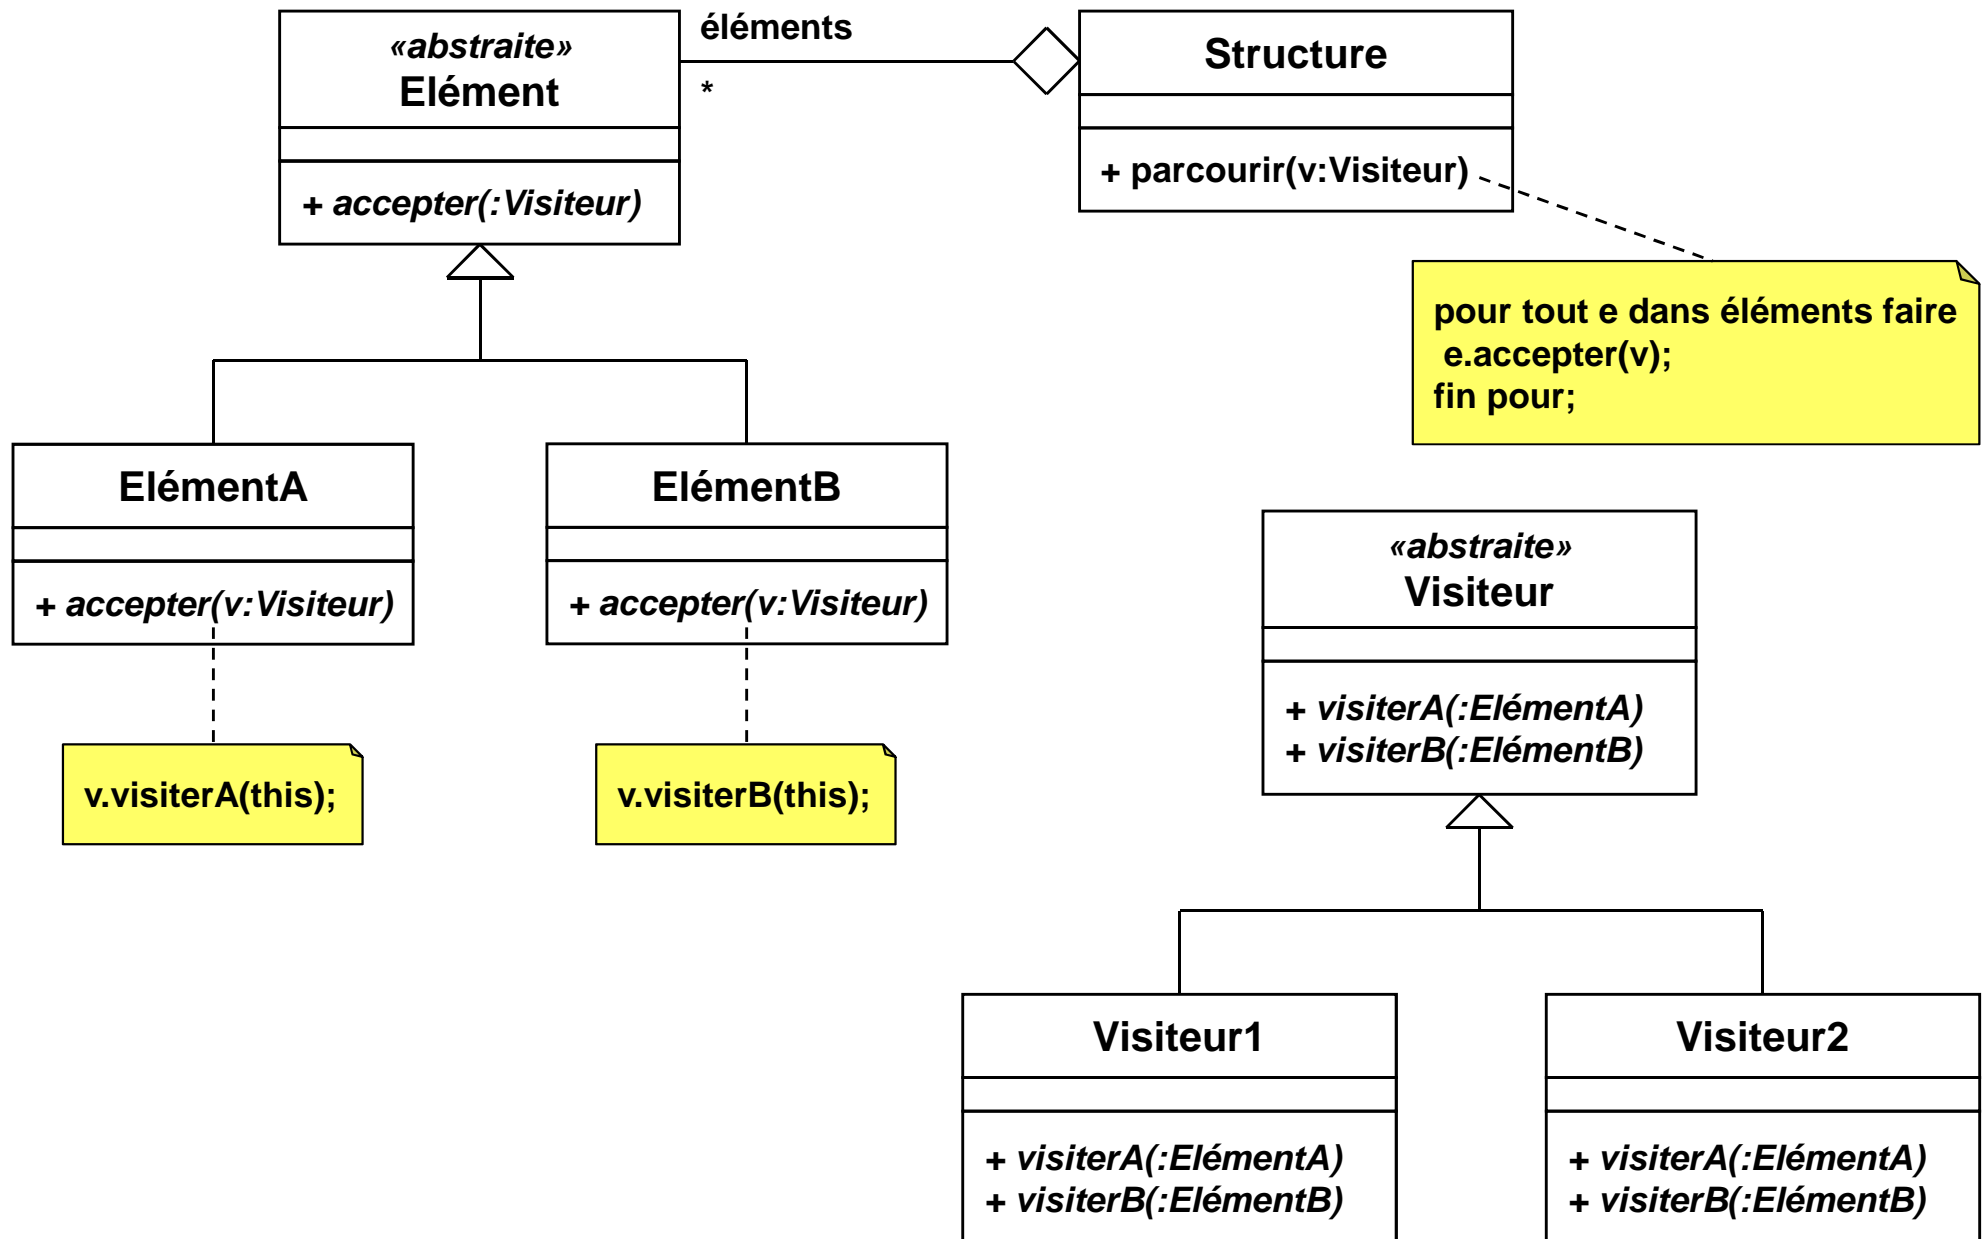 «abstraite»
Elément
+ accepter(:Visiteur)
éléments
*
Structure
+ parcourir(v:Visiteur)
pour tout e dans éléments faire
e.accepter(v);
fin pour;
ElémentA
+ accepter(v:Visiteur)
v.visiterA(this);
ElémentB
+ accepter(v:Visiteur)
v.visiterB(this);
«abstraite»
Visiteur
+ visiterA(:ElémentA)
+ visiterB(:ElémentB)
Visiteur1
+ visiterA(:ElémentA)
+ visiterB(:ElémentB)
Visiteur2
+ visiterA(:ElémentA)
+ visiterB(:ElémentB)